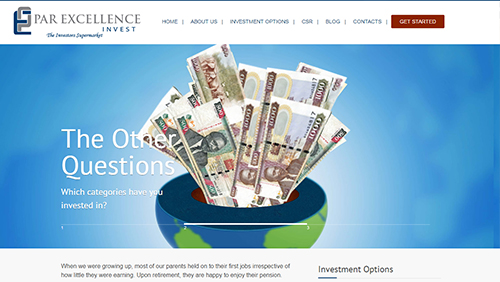 PAR EXCELLENCE
INVEST
The Investors Supermarket
HOME | ABOUT US | INVESTMENT OPTIONS | CSR | BLOG | CONTACTS | GET STARTED
The Other
Questions
Which categories have you
invested in?
1 2 3
1000
1000
When we were growing up, most of our parents held on to their first jobs irrespective of
how little they were earning. Upon retirement, they are happy to enjoy their pension
Investment Options